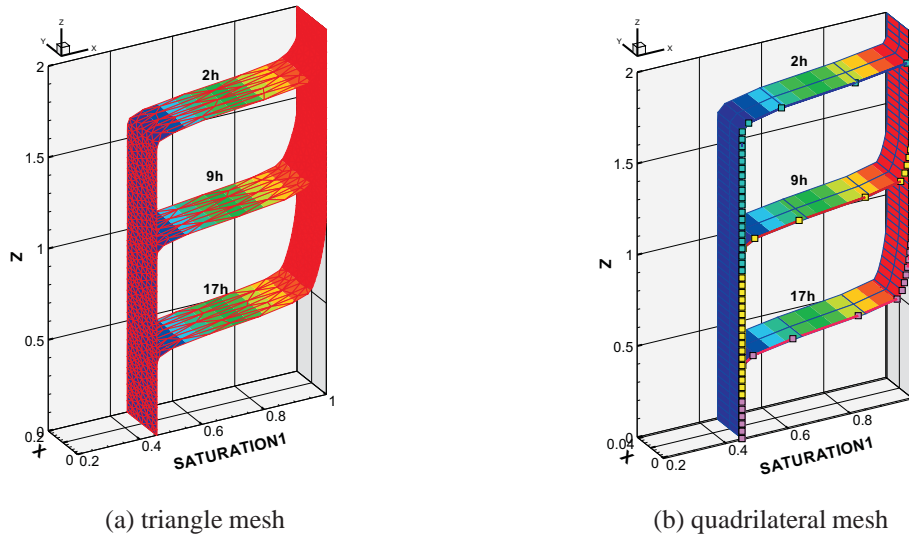 Z
Y
X
2
2h
1.5
9h
1
Z
17h
0.5
0
0.2
X
0
0.2
0.4
0.6
0.8
1
SATURATION1
(a) triangle mesh
Z
Y
X
2
2h
1.5
9h
1
Z
17h
0.5
0
0.04
X
0
0.2
0.4
0.6
0.8
SATURATION1
(b) quadrilateral mesh